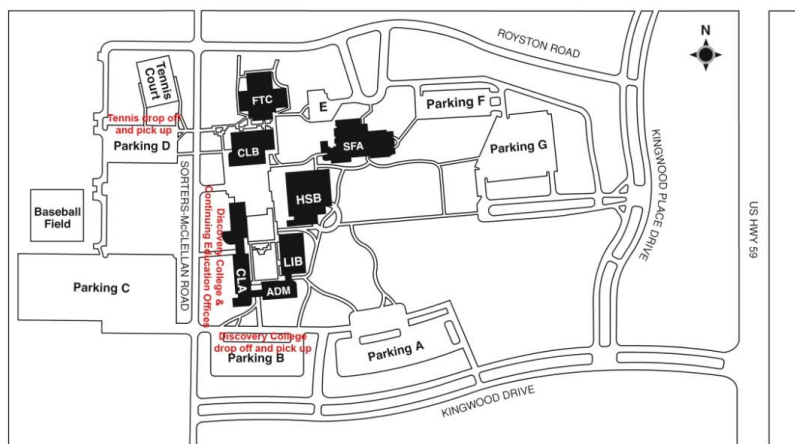 ROYSTON ROAD
N
Tennis
Court
FTC
E
Parking F
Tennis drop off
and pick up
Parking D
CLB
SFA
Parking G
KINGWOOD PLACE DRIVE
US HWY 59
SORTERS-McCLELLAN ROAD
Baseball
Field
HSB
Discovery College &
Continuing Education Offices
CLA
LIB
ADM
Parking C
Discovery College
drop off and pick up
Parking B
Parking A
KINGWOOD DRIVE